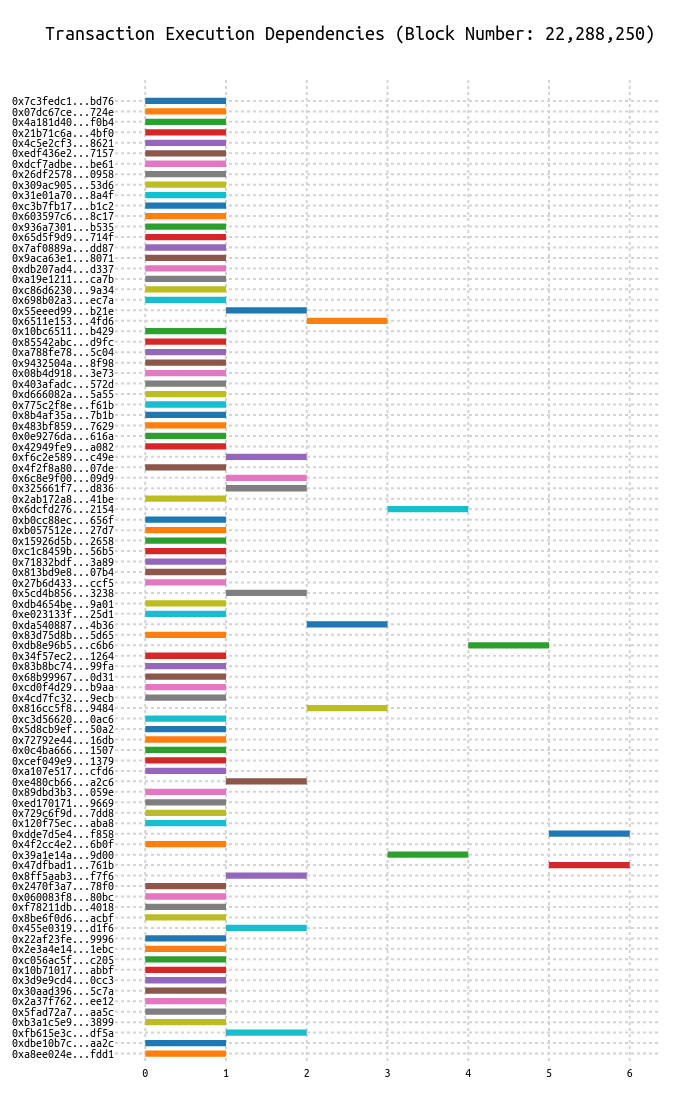 Transaction Execution Dependencies (Block Number: 22,288,250)
0x7c3fedc1...bd76
0x07dc67ce...724e
0x4a181d40...f0b4
0x21b71c6a...4bf0
0x4c5e2cf3...8621
0xedf436e2...7157
0xdcf7adbe...be61
0x26df2578...0958
0x309ac905...53d6
0x31e01a70...8a4f
0xc3b7fb17...b1c2
0x603597c6...8c17
0x936a7301...b535
0x65d5f9d9...714f
0x7af0889a...dd87
0x9aca63e1...8071
0xdb207ad4...d337
0xa19e1211...ca7b
0xc86d6230...9a34
0x698b02a3...ec7a
0x55eeed99...b21e
0x6511e153...4fd6
0x10bc6511...b429
0x85542abc...d9fc
0xa788fe78...5c04
0x9432504a...8f98
0x08b4d918...3e73
0x403afadc...572d
0xd666082a...5a55
0x775c2f8e...f61b
0x8b4af35a...7b1b
0x483bf859...7629
0x0e9276da...616a
0x42949fe9...a082
0xf6c2e589...c49e
0x4f2f8a80...07de
0x6c8e9f00...09d9
0x325661f7...d836
0x2ab172a8...41be
0x6dcfd276...2154
0xb0cc88ec...656f
0xb057512e...27d7
0x15926d5b...2658
0xc1c8459b...56b5
0x71832bdf...3a89
0x813bd9e8...07b4
0x27b6d433...ccf5
0x5cd4b856...3238
0xdb4654be...9a01
0xe023133f...25d1
0xda540887...4b36
0x83d75d8b...5d65
0xdb8e96b5...c6b6
0x34f57ec2...1264
0x83b8bc74...99fa
0x68b99967...0d31
0xcd0f4d29...b9aa
0x4cd7fc32...9ecb
0x816cc5f8...9484
0xc3d56620...0ac6
0x5d8cb9ef...50a2
0x72792e44...16db
0x0c4ba666...1507
0xcef049e9...1379
0xa107e517...cfd6
0xe480cb66...a2c6
0x89dbd3b3...059e
0xed170171...9669
0x729c6f9d...7dd8
0x120f75ec...aba8
0xdde7d5e4...f858
0x4f2cc4e2...6b0f
0x39a1e14a...9d00
0x47dfbad1...761b
0x8ff5aab3...f7f6
0x2470f3a7...78f0
0x060083f8...80bc
0xf78211db...4018
0x8be6f0d6...acbf
0x455e0319...d1f6
0x22af23fe...9996
0x2e3a4e14...1ebc
0xc056ac5f...c205
0x10b71017...abbf
0x3d9e9cd4...0cc3
0x30aad396...5c7a
0x2a37f762...ee12
0x5fad72a7...aa5c
0xb3a1c5e9...3899
0xfb615e3c...df5a
0xdbe10b7c...aa2c
0xa8ee024e...fdd1
0 1 2 3 4 5 6